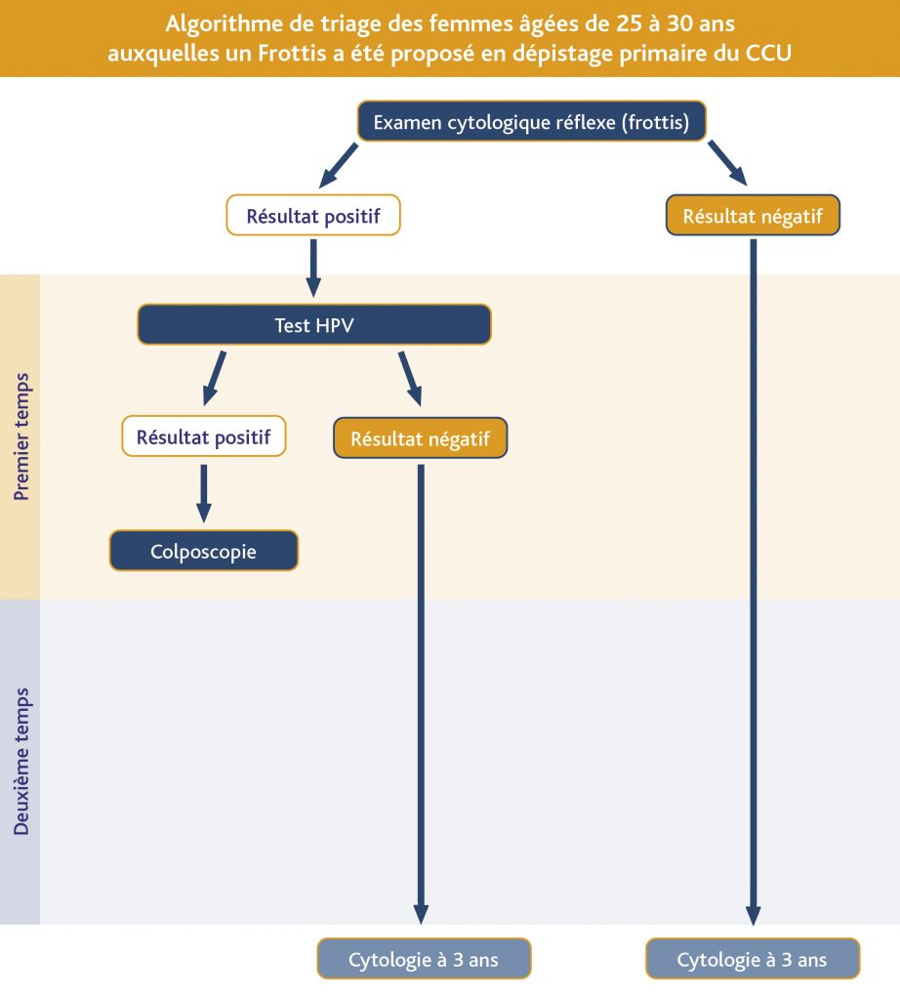 Algorithme de triage des femmes âgées de 25 à 30 ans
auxquelles un Frottis a été proposé en dépistage primaire du CCU
Examen cytologique réflexe (frottis)
Résultat positif
Résultat négatif
Premier temps
Test HPV
Résultat positif
Résultat négatif
Colposcopie
Deuxième temps
Cytologie à 3 ans
Cytologie à 3 ans